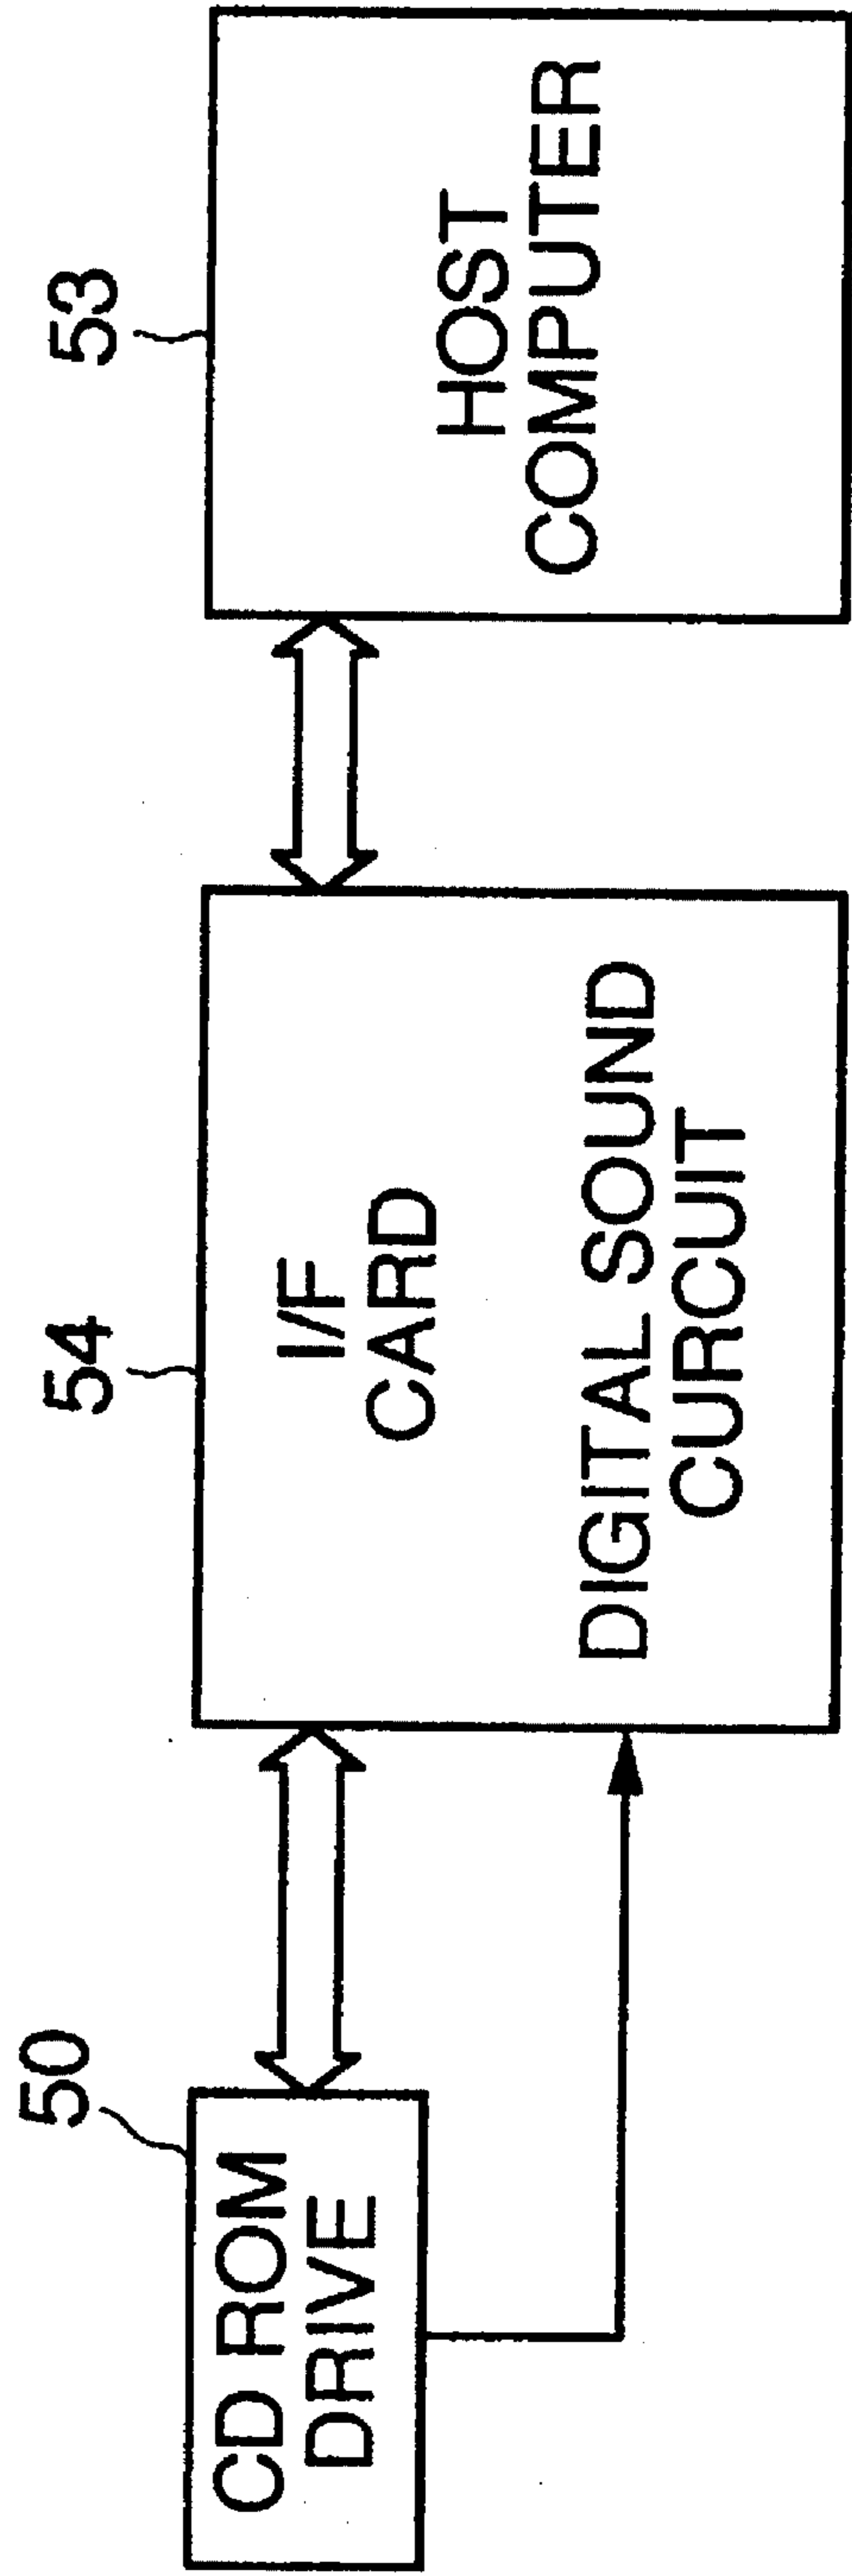 50
CD ROM
DRIVE
54
I/F
CARD
DIGITAL SOUND
CURCUIT
53
HOST
COMPUTER